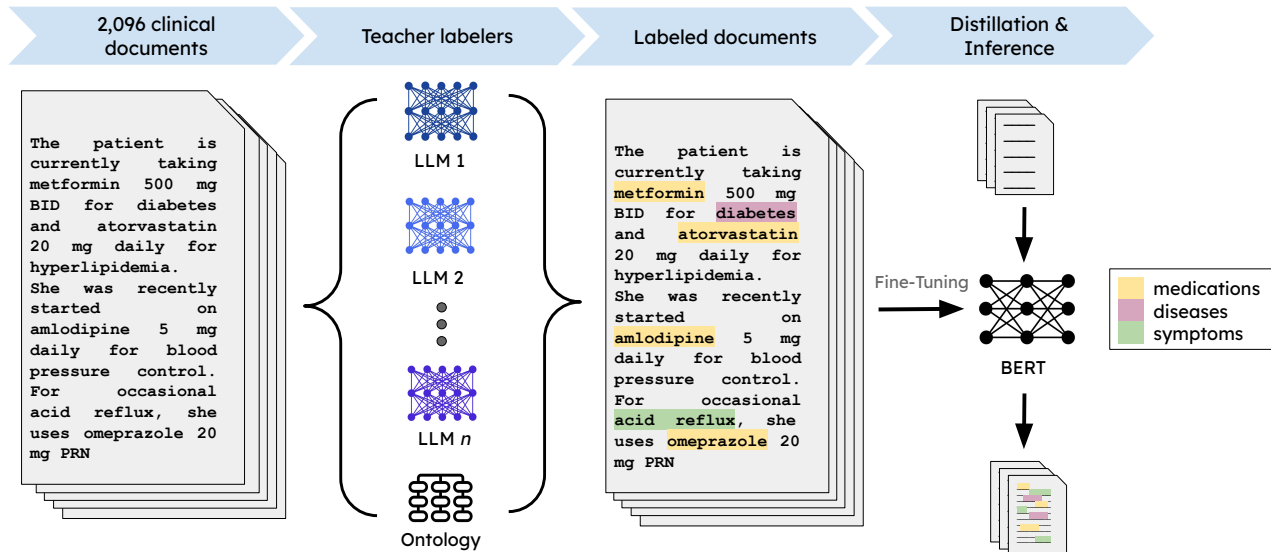 2,096 clinical
documents
Teacher labelers
Labeled documents
Distillation &
Inference
The patient is
currently taking
metformin 500 mg
BID for diabetes
and atorvastatin
20 mg daily for
hyperlipidemia.
She was recently
started on
amlodipine 5 mg
daily for blood
pressure control.
For occasional
acid reflux, she
uses omeprazole 20
mg PRN
LLM 1
LLM 2
LLM n
Ontology
The patient is
currently taking
metformin 500 mg
BID for diabetes
and atorvastatin
20 mg daily for
hyperlipidemia.
She was recently
started on
amlodipine 5 mg
daily for blood
pressure control.
For occasional
acid reflux, she
uses omeprazole 20
mg PRN
Fine-Tuning
BERT
medications
diseases
symptoms